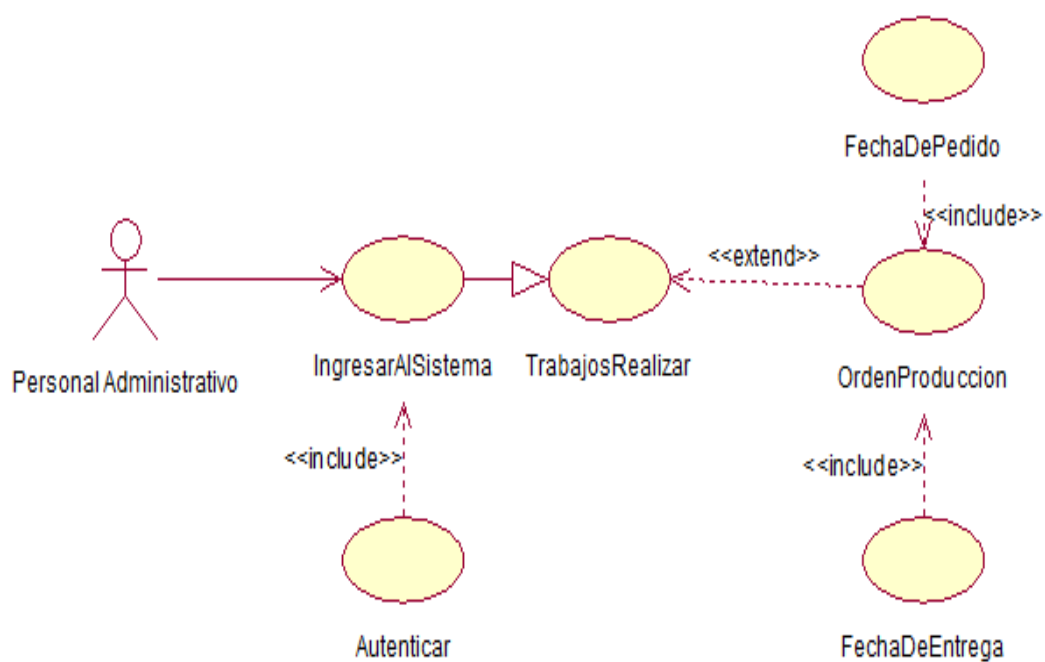 FechaDePedido
<<include>>
<<extend>>
Personal Administrativo
IngresarAlSistema
TrabajosRealizar
OrdenProduccion
<<include>>
<<include>>
Autenticar
FechaDeEntrega